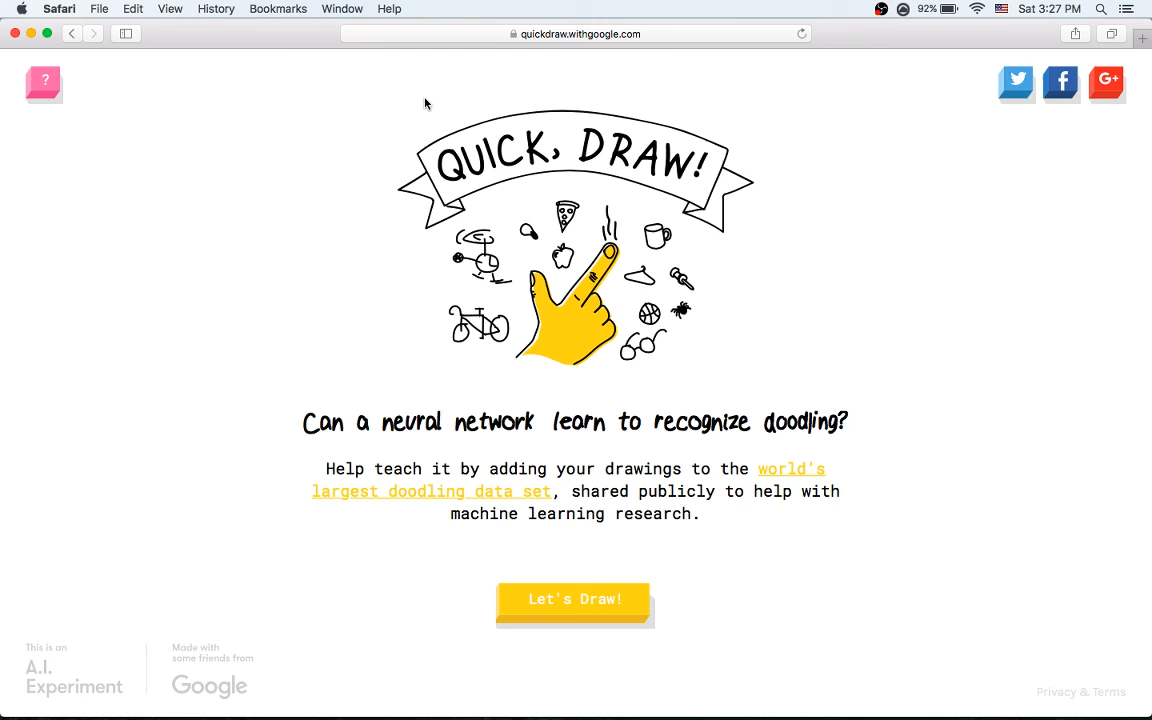 Safari File Edit View History Bookmarks Window Help 92% Sat 3:27 PM
quickdraw.withgoogle.com
? G+
QUICK, DRAW!
Can a neural network learn to recognize doodling?
Help teach it by adding your drawings to the world's
largest doodling data set, shared publicly to help with
machine learning research.
Let's Draw!
This is an
A.I.
Experiment
Made with
some friends from
Google
Privacy & Terms